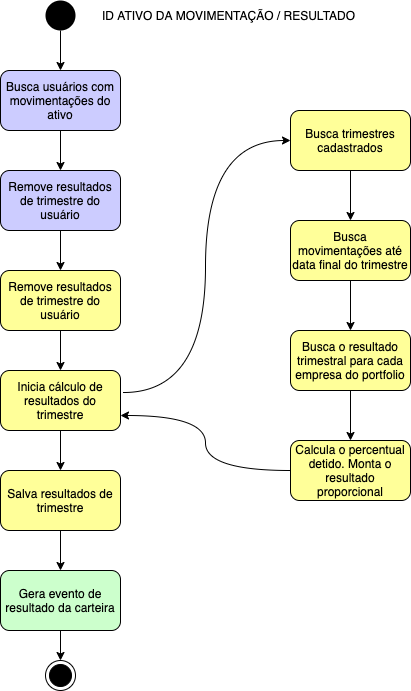 ID ATIVO DA MOVIMENTAÇÃO / RESULTADO
Busca usuários com
movimentações do
ativo
Remove resultados
de trimestre do
usuário
Remove resultados
de trimestre do
usuário
Inicia cálculo de
resultados do
trimestre
Salva resultados de
trimestre
Gera evento de
resultado da carteira
Busca trimestres
cadastrados
Busca
movimentações até
data final do trimestre
Busca o resultado
trimestral para cada
empresa do portfolio
Calcula o percentual
detido. Monta o
resultado
proporcional